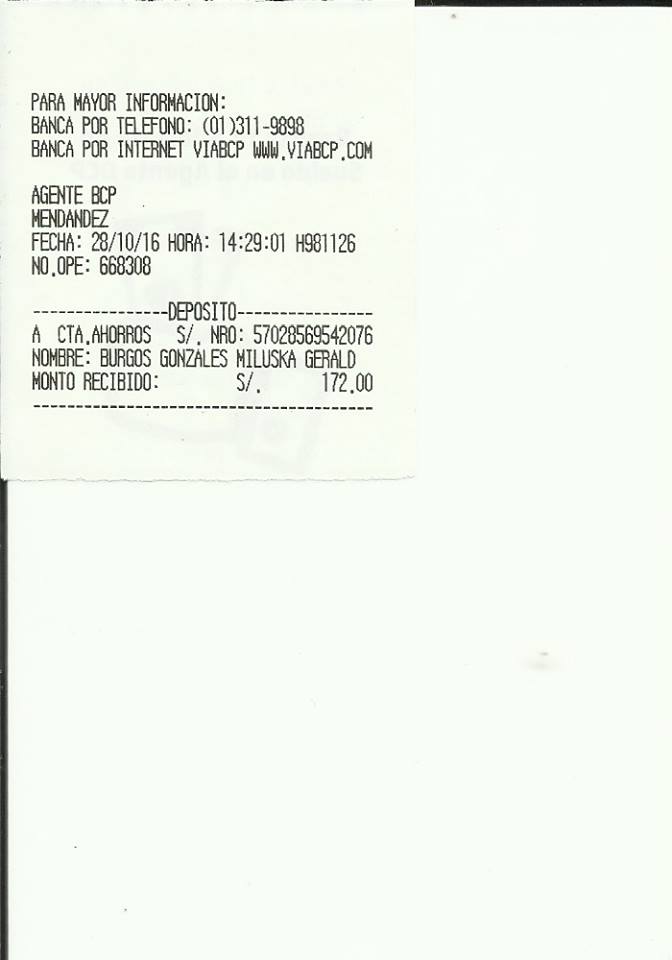 PARA MAYOR INFORMACION:
BANCA POR TELEFONO: (01)311-9898
BANCA POR INTERNET VIABCP WWW.VIABCP.COM
AGENTE BCP
MENDANDEZ
FECHA: 28/10/16 HORA: 14:29:01 H981126
NO.OPE: 668308
----------------DEPOSITO----------------
A CTA.AHORROS S/. NRO: 57028569542076
NOMBRE: BURGOS GONZALES MILUSKA GERALD
MONTO RECIBIDO: S/. 172.00
----------------------------------------